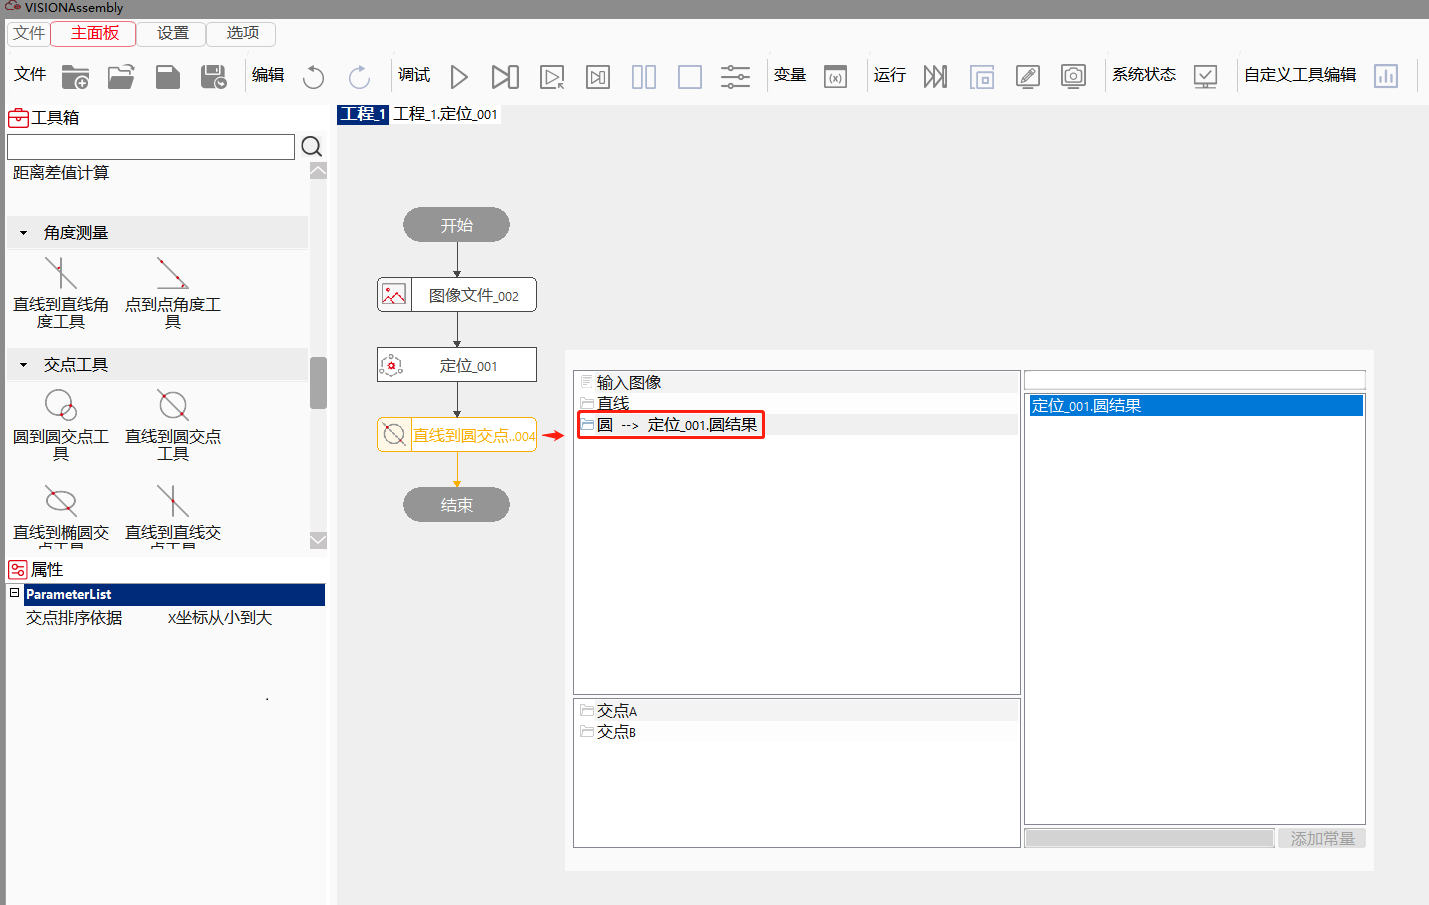 VISIONAssembly
文件 主面板 设置 选项
文件 编辑 调试 变量 (x) 运行 系统状态 自定义工具编辑
工具箱
工程_1 工程_1.定位_001
距离差值计算
角度测量
直线到直线角度工具
点到点角度工具
交点工具
圆到圆交点工具
直线到圆交点工具
直线到椭圆交点工具
直线到直线交点工具
属性
ParameterList
交点排序依据 X坐标从小到大
开始
图像文件_002
定位_001
直线到圆交点..004
结束
输入图像
直线
圆 --> 定位_001.圆结果
交点A
交点B
定位_001.圆结果
添加常量